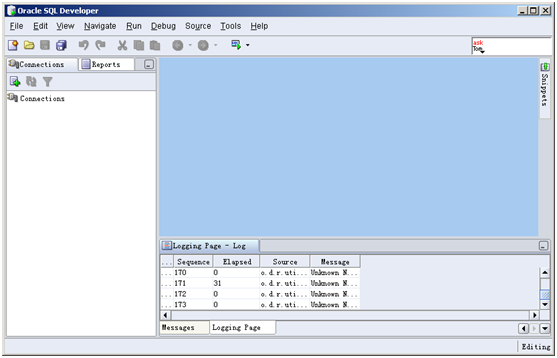 Oracle SQL Developer
File Edit View Navigate Run Debug Source Tools Help
ask
Tom
Connections Reports
Snippets
Connections
Logging Page - Log
... Sequence Elapsed Source Message
... 170 0 o.d.r.uti... Unknown N...
... 171 31 o.d.r.uti... Unknown N...
... 172 0 o.d.r.uti... Unknown N...
... 173 0 o.d.r.uti... Unknown N...
Messages Logging Page
Editing